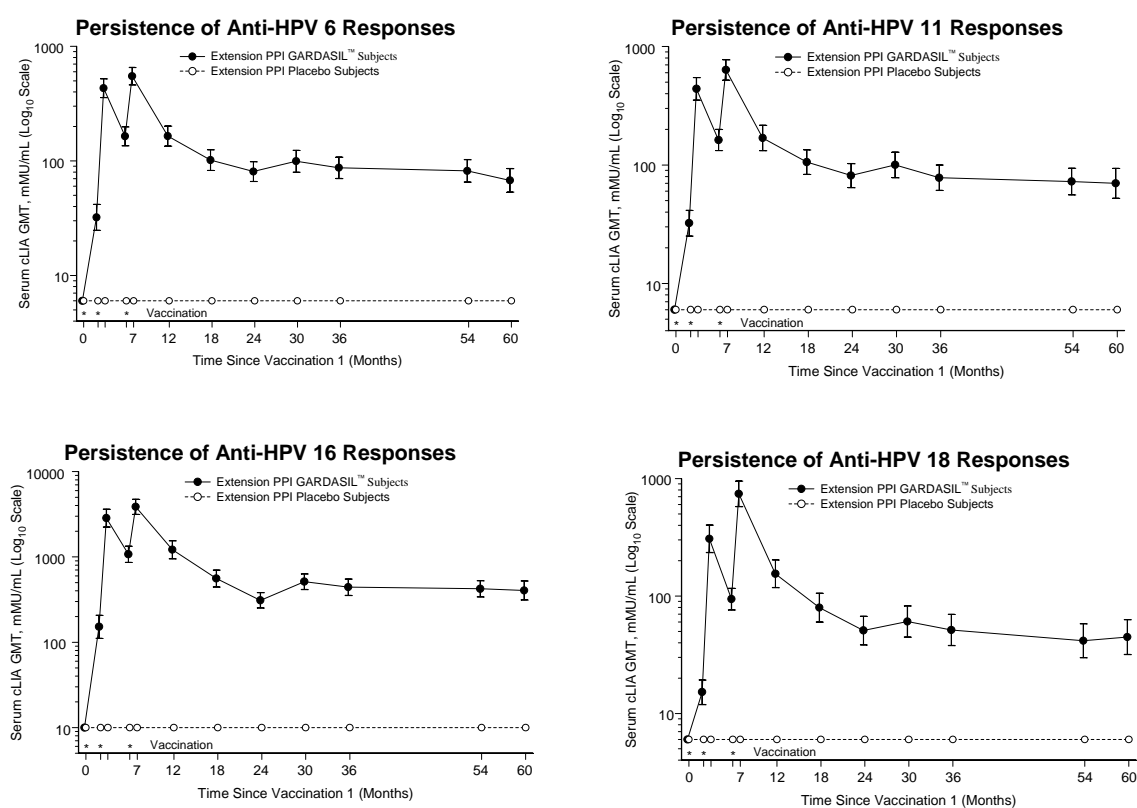 Persistence of Anti-HPV 6 Responses
1000
100
10
Serum cLIA GMT, mMU/mL (Log10 Scale)
Extension PPI GARDASIL™ Subjects
Extension PPI Placebo Subjects
* * * Vaccination
0 7 12 18 24 30 36 54 60
Time Since Vaccination 1 (Months)
Persistence of Anti-HPV 11 Responses
1000
100
10
Serum cLIA GMT, mMU/mL (Log10 Scale)
Extension PPI GARDASIL™ Subjects
Extension PPI Placebo Subjects
* * * Vaccination
0 7 12 18 24 30 36 54 60
Time Since Vaccination 1 (Months)
Persistence of Anti-HPV 16 Responses
10000
1000
100
10
Serum cLIA GMT, mMU/mL (Log10 Scale)
Extension PPI GARDASIL™ Subjects
Extension PPI Placebo Subjects
* * * Vaccination
0 7 12 18 24 30 36 54 60
Time Since Vaccination 1 (Months)
Persistence of Anti-HPV 18 Responses
1000
100
10
Serum cLIA GMT, mMU/mL (Log10 Scale)
Extension PPI GARDASIL™ Subjects
Extension PPI Placebo Subjects
* * * Vaccination
0 7 12 18 24 30 36 54 60
Time Since Vaccination 1 (Months)